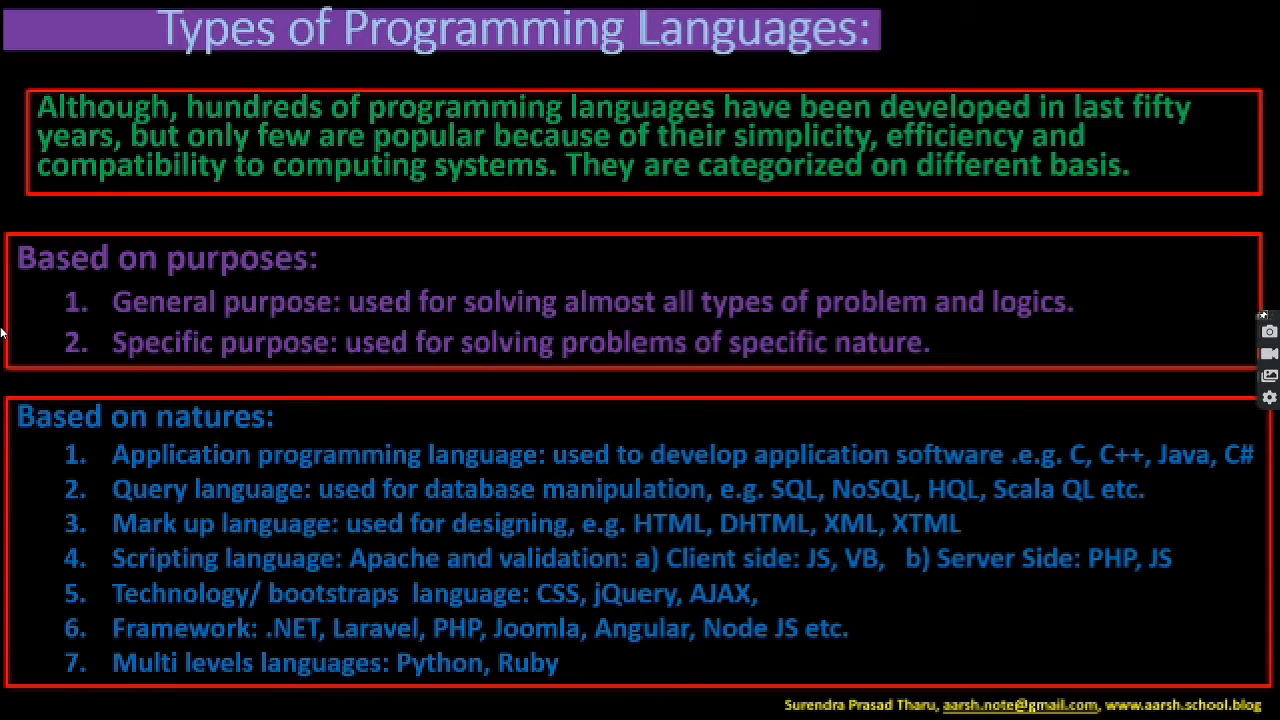 Types of Programming Languages:
Although, hundreds of programming languages have been developed in last fifty
years, but only few are popular because of their simplicity, efficiency and
compatibility to computing systems. They are categorized on different basis.
Based on purposes:
1. General purpose: used for solving almost all types of problem and logics.
2. Specific purpose: used for solving problems of specific nature.
Based on natures:
1. Application programming language: used to develop application software .e.g. C, C++, Java, C#
2. Query language: used for database manipulation, e.g. SQL, NoSQL, HQL, Scala QL etc.
3. Mark up language: used for designing, e.g. HTML, DHTML, XML, XTML
4. Scripting language: Apache and validation: a) Client side: JS, VB, b) Server Side: PHP, JS
5. Technology/ bootstraps language: CSS, jQuery, AJAX,
6. Framework: .NET, Laravel, PHP, Joomla, Angular, Node JS etc.
7. Multi levels languages: Python, Ruby
Surendra Prasad Tharu, aarsh.note@gmail.com, www.aarsh.school.blog